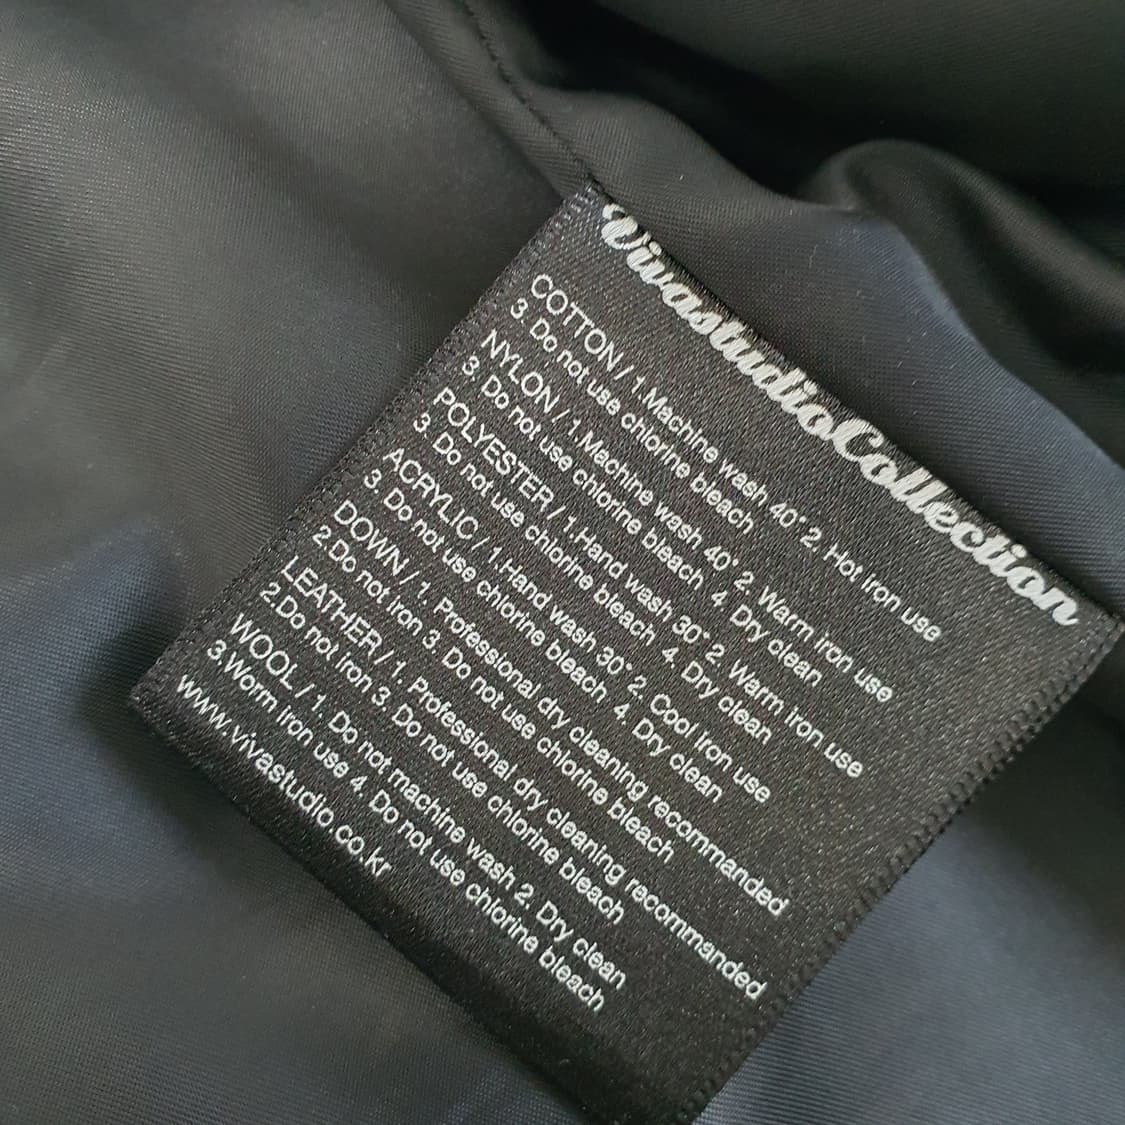 VivastudioCollection
COTTON / 1.Machine wash 40° 2. Hot iron use
3. Do not use chlorine bleach
NYLON / 1.Machine wash 40° 2. Warm iron use
3. Do not use chlorine bleach 4. Dry clean
POLYESTER / 1.Hand wash 30° 2. Warm iron use
3. Do not use chlorine bleach 4. Dry clean
ACRYLIC / 1.Hand wash 30° 2. Cool iron use
3. Do not use chlorine bleach 4. Dry clean
DOWN / 1. Professional dry cleaning recommanded
2.Do not iron 3. Do not use chlorine bleach
LEATHER / 1. Professional dry cleaning recommanded
2.Do not iron 3. Do not use chlorine bleach
WOOL / 1. Do not machine wash 2. Dry clean
3.Worm iron use 4. Do not use chlorine bleach
www.vivastudio.co.kr